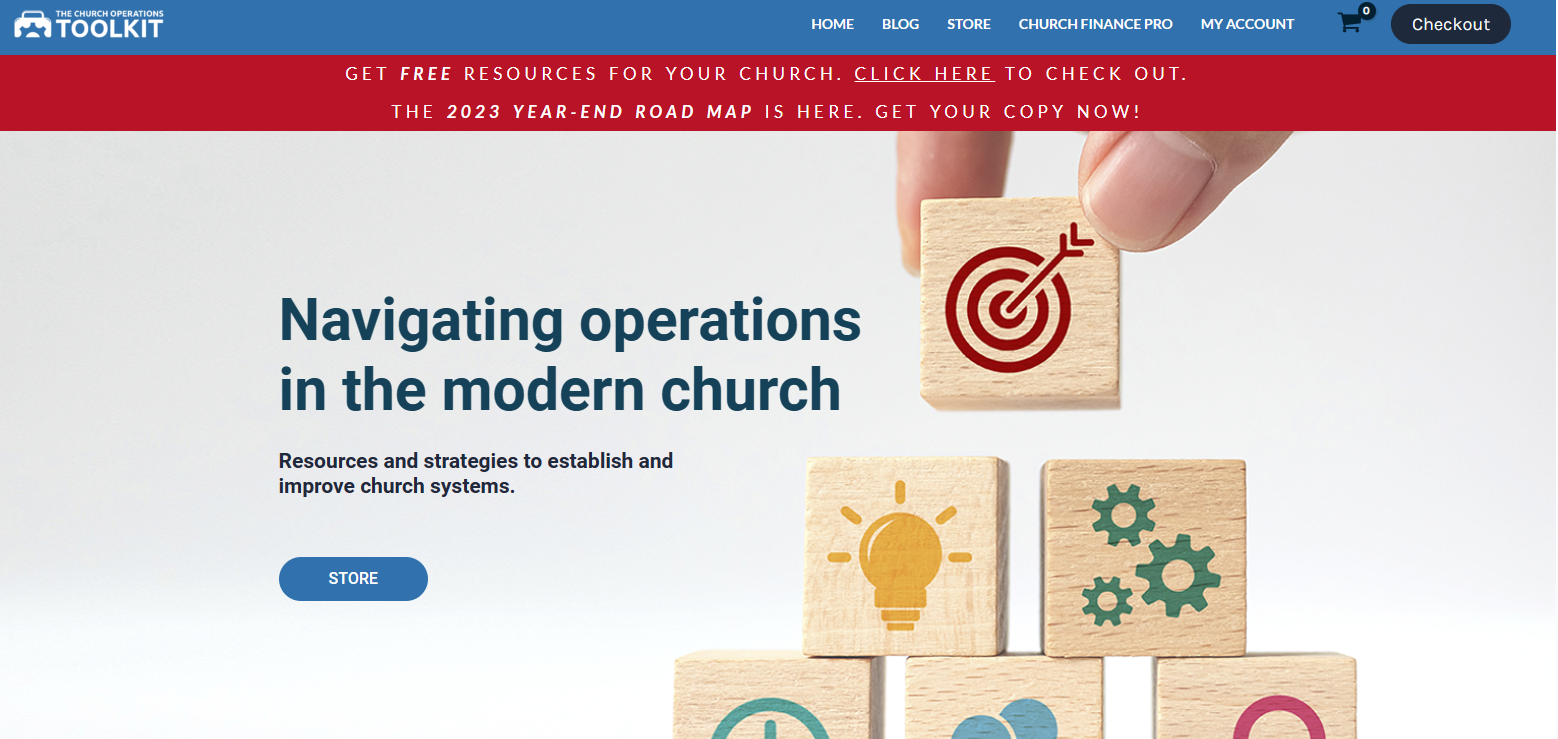 THE CHURCH OPERATIONS
TOOLKIT
HOME BLOG STORE CHURCH FINANCE PRO MY ACCOUNT 0 Checkout
GET FREE RESOURCES FOR YOUR CHURCH. CLICK HERE TO CHECK OUT.
THE 2023 YEAR-END ROAD MAP IS HERE. GET YOUR COPY NOW!
Navigating operations
in the modern church
Resources and strategies to establish and
improve church systems.
STORE